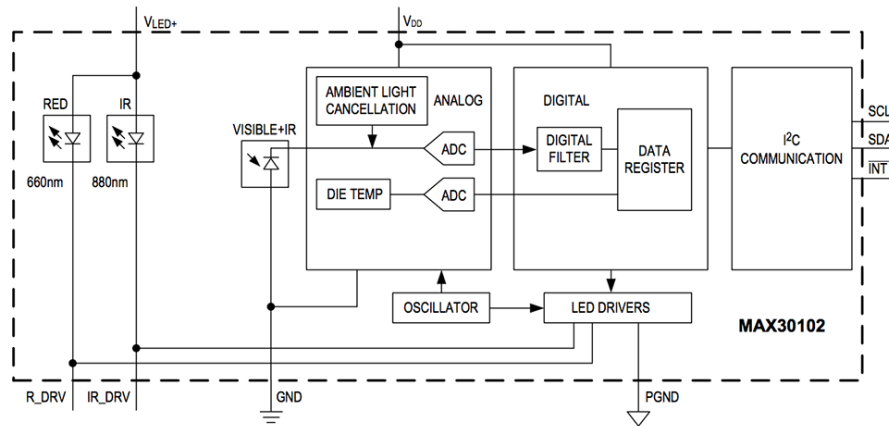 VLED+
VDD
RED
IR
660nm
880nm
VISIBLE+IR
AMBIENT LIGHT
CANCELLATION
ANALOG
ADC
DIE TEMP
ADC
DIGITAL
DIGITAL
FILTER
DATA
REGISTER
I²C
COMMUNICATION
SCL
SDA
INT
OSCILLATOR
LED DRIVERS
MAX30102
R_DRV
IR_DRV
GND
PGND